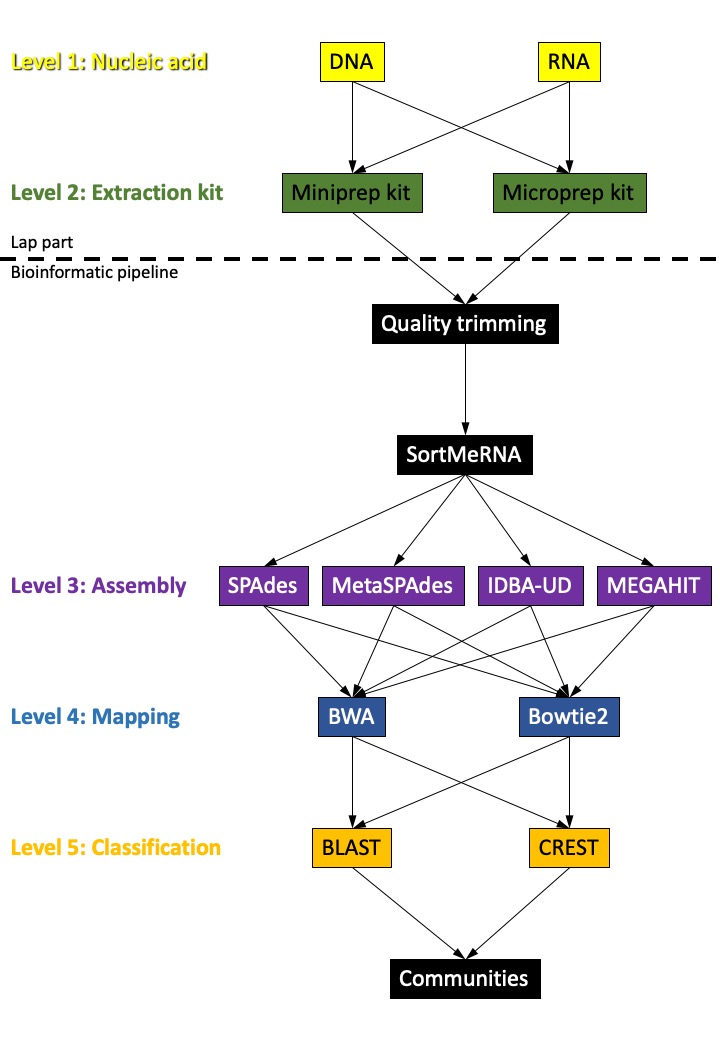 Level 1: Nucleic acid
DNA
RNA
Level 2: Extraction kit
Miniprep kit
Microprep kit
Lap part
Bioinformatic pipeline
Quality trimming
SortMeRNA
Level 3: Assembly
SPAdes
MetaSPAdes
IDBA-UD
MEGAHIT
Level 4: Mapping
BWA
Bowtie2
Level 5: Classification
BLAST
CREST
Communities